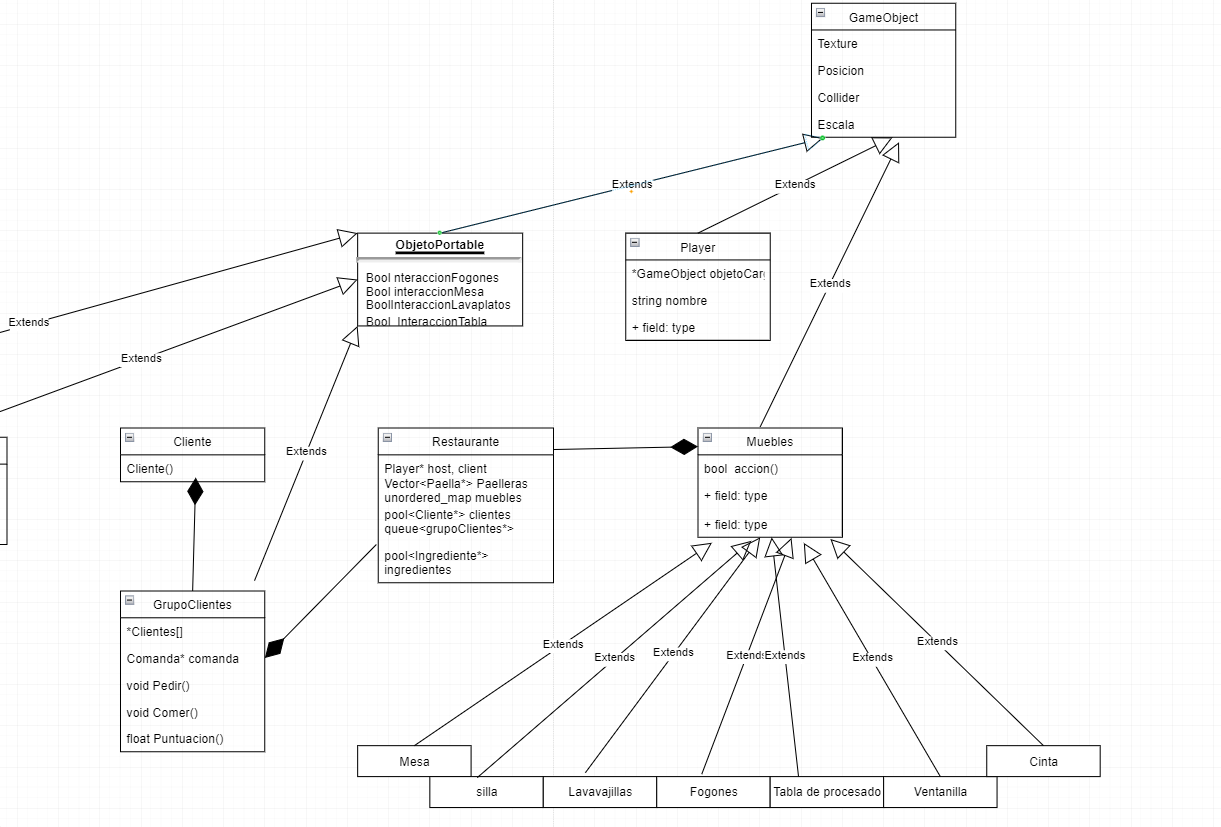 GameObject
Texture
Posicion
Collider
Escala
Extends
Extends
ObjetoPortable
Bool nteraccionFogones
Bool interaccionMesa
BoolInteraccionLavaplatos
Bool InteraccionTabla
Player
*GameObject objetoCar
string nombre
+ field: type
Extends
Extends
Extends
Extends
Cliente
Cliente()
Restaurante
Player* host, client
Vector<Paella*> Paelleras
unordered_map muebles
pool<Cliente*> clientes
queue<grupoClientes*>
pool<Ingrediente*>
ingredientes
Muebles
bool accion()
+ field: type
+ field: type
GrupoClientes
*Clientes[]
Comanda* comanda
void Pedir()
void Comer()
float Puntuacion()
Extends
Extends
Extends
Extends
Extends
Extends
Extends
Mesa
Cinta
silla
Lavavajillas
Fogones
Tabla de procesado
Ventanilla